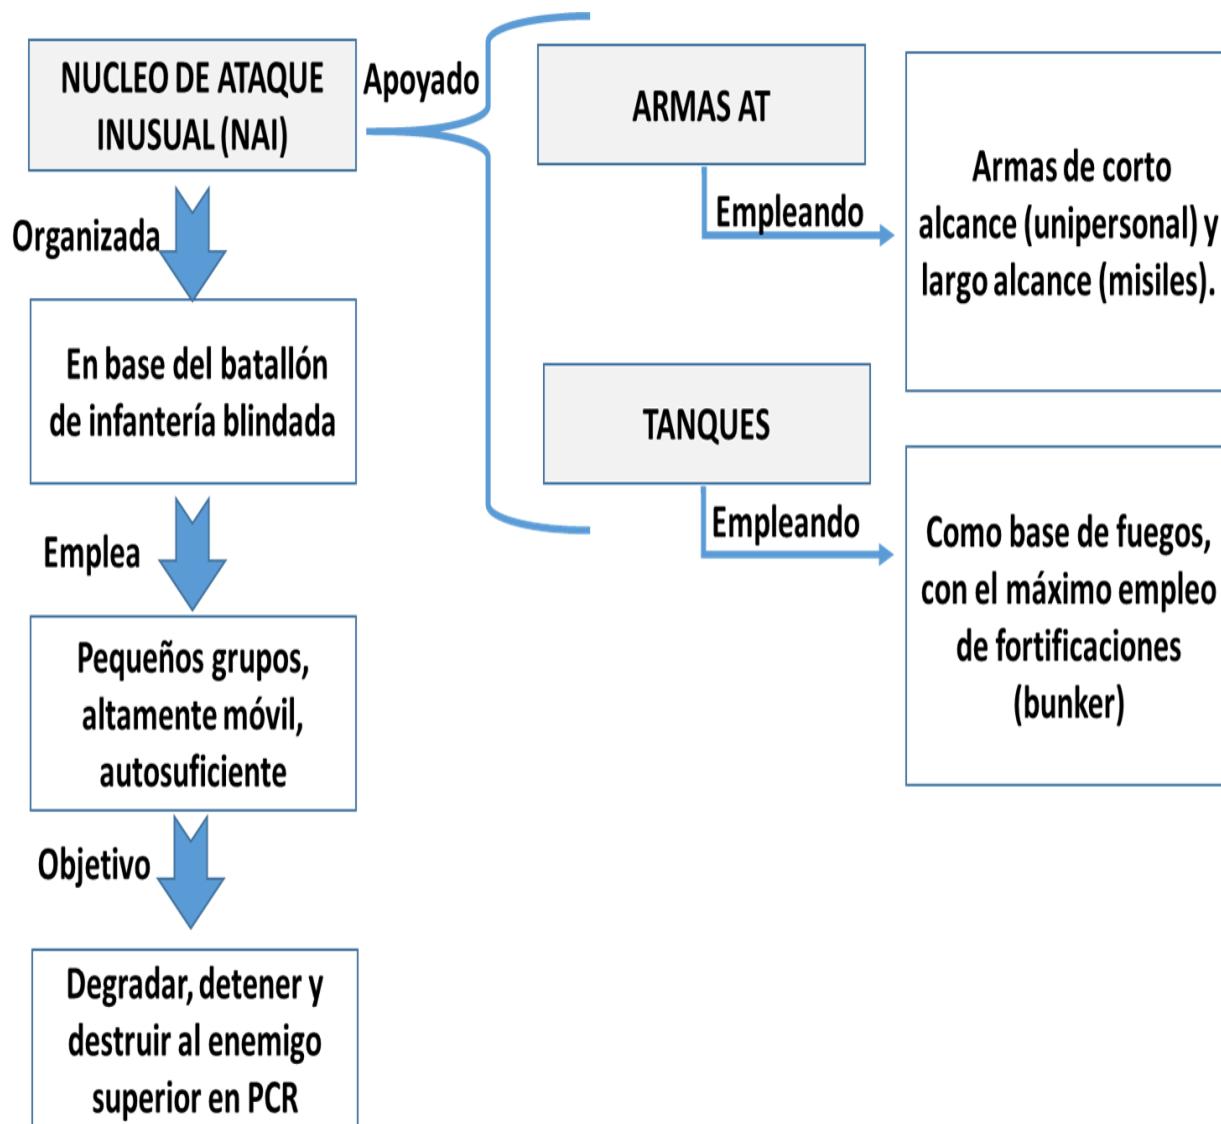 NUCLEO DE ATAQUE
INUSUAL (NAI)
Organizada
En base del batallón
de infantería blindada
Emplea
Pequeños grupos,
altamente móvil,
autosuficiente
Objetivo
Degradar, detener y
destruir al enemigo
superior en PCR
Apoyado
ARMAS AT
Empleando
Armas de corto
alcance (unipersonal) y
largo alcance (misiles).
TANQUES
Empleando
Como base de fuegos,
con el máximo empleo
de fortificaciones
(bunker)